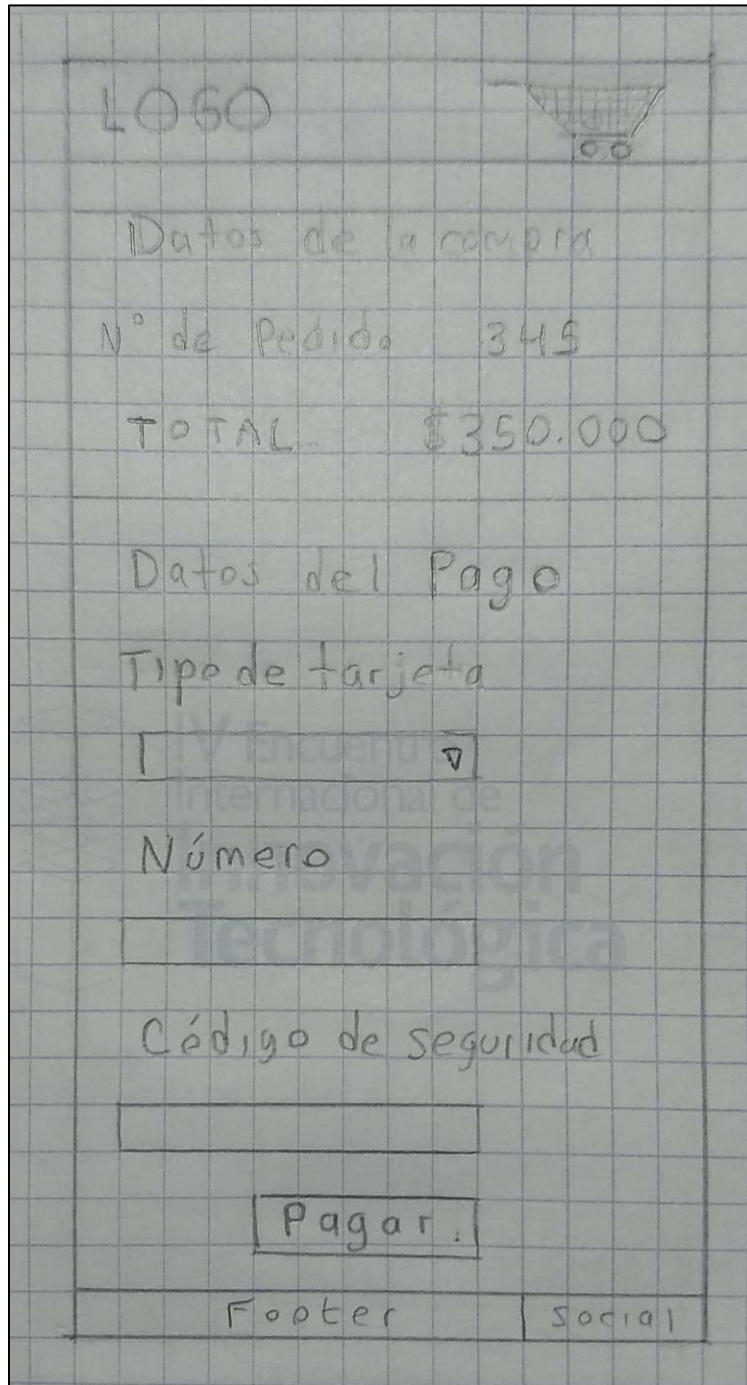 LOGO
Datos de la compra
N° de Pedido 345
TOTAL $350.000
Datos del Pago
Tipo de tarjeta
IV Encuentro
Internacional de
Número
Innovación
Tecnológica
Código de seguridad
Pagar.
Footer Social